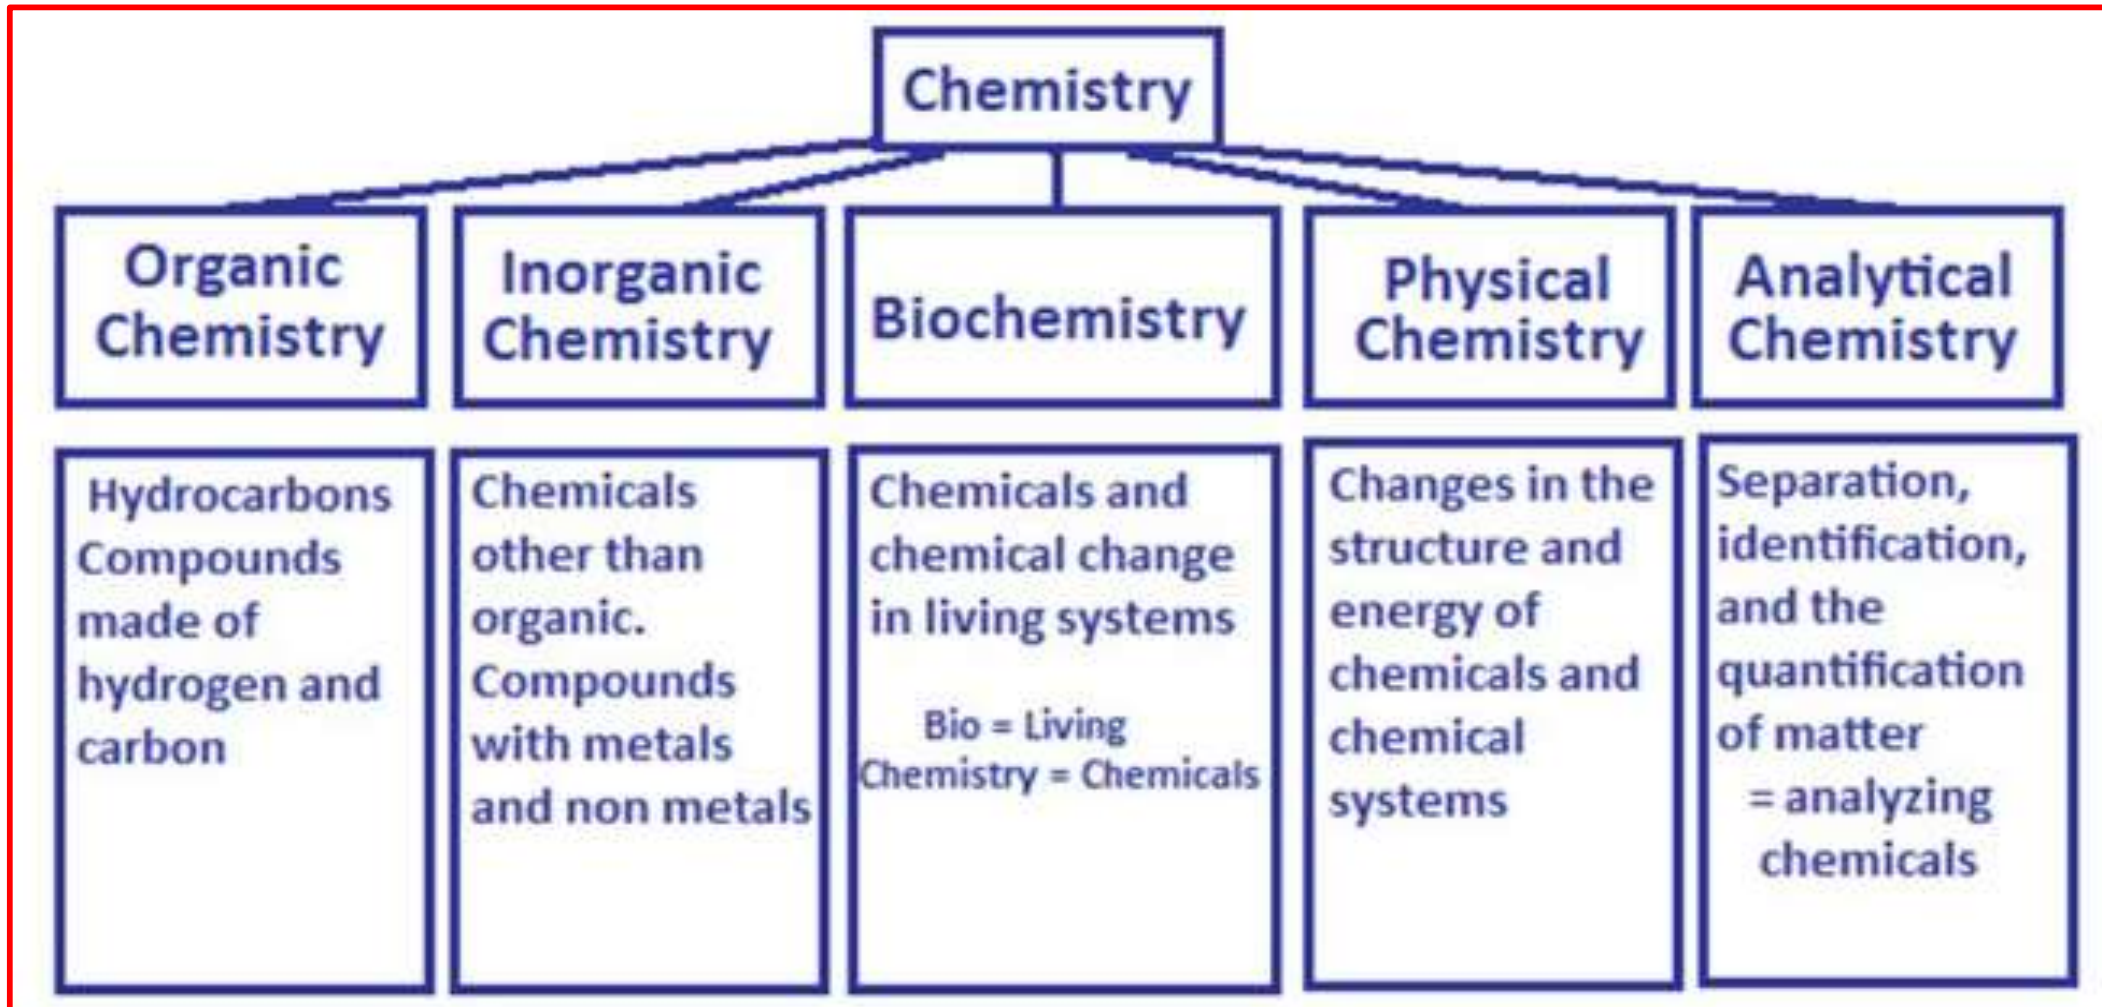 Chemistry
Organic
Chemistry
Inorganic
Chemistry
Biochemistry
Physical
Chemistry
Analytical
Chemistry
Hydrocarbons
Compounds
made of
hydrogen and
carbon
Chemicals
other than
organic.
Compounds
with metals
and non metals
Chemicals and
chemical change
in living systems
Bio = Living
Chemistry = Chemicals
Changes in the
structure and
energy of
chemicals and
chemical
systems
Separation,
identification,
and the
quantification
of matter
= analyzing
chemicals